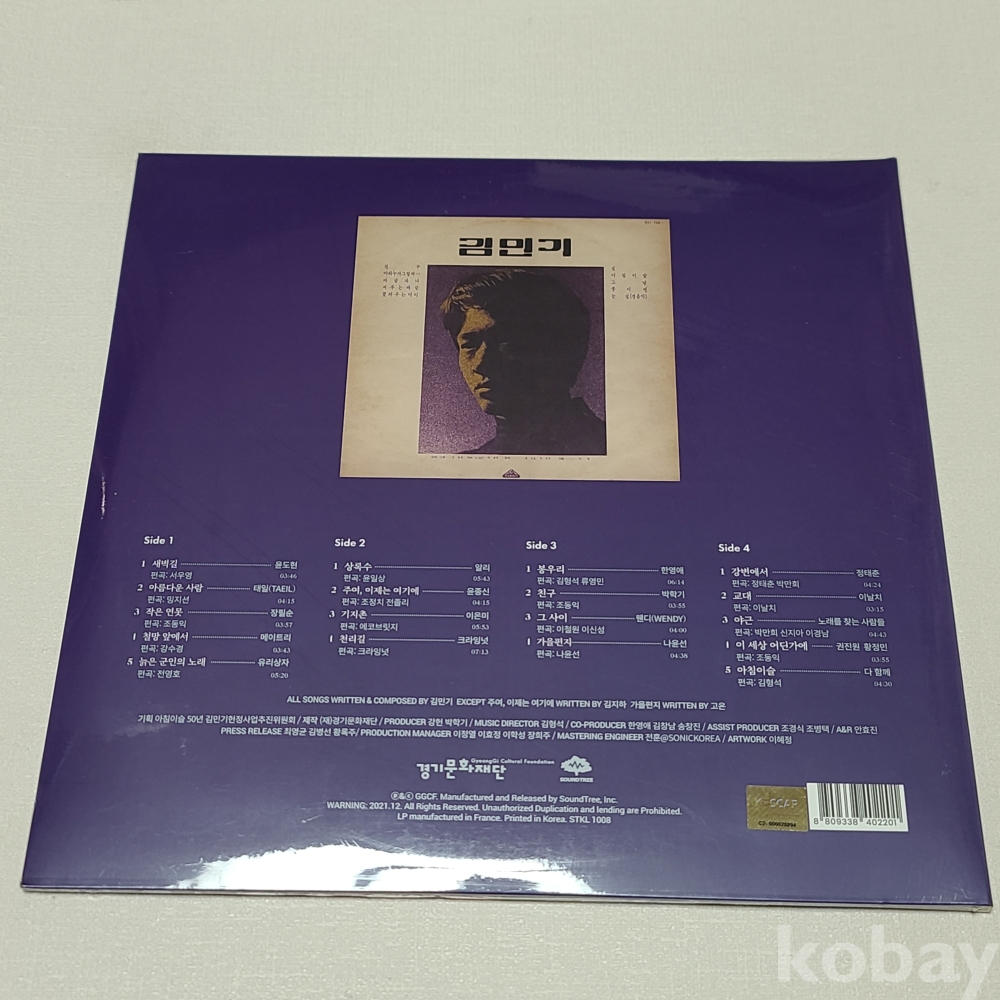 김민기
Side 1
1 새벽길 윤도현
편곡: 서우영 03:46
2 아름다운 사람 태일(TAEIL)
편곡: 밍지션 04:15
3 작은 연못 장필순
편곡: 조동익 03:57
1 철망 앞에서 메이트리
편곡: 강수경 03:43
5 늙은 군인의 노래 유리상자
편곡: 전영호 05:20
Side 2
1 상록수 알리
편곡: 윤일상 05:43
2 주여, 이제는 여기에 윤종신
편곡: 조정치 전졸리 04:15
3 기지촌 이은미
편곡: 에코브릿지 05:53
1 천리길 크라잉넛
편곡: 크라잉넛 07:13
Side 3
1 봉우리 한영애
편곡: 김형석 류영민 06:14
2 친구 박학기
편곡: 조동익 03:55
3 그 사이 웬디(WENDY)
편곡: 이철원 이신성 04:00
1 가을편지 나윤선
편곡: 나윤선 04:38
Side 4
1 강변에서 정태춘
편곡: 정태춘 박만희 04:24
2 교대 이날치
편곡: 이날치 03:15
3 야근 노래를 찾는 사람들
편곡: 박만희 신지아 이경남 04:43
1 이 세상 어딘가에 권진원 황정민
편곡: 조동익 03:55
5 아침이슬 다 함께
편곡: 김형석 04:30
ALL SONGS WRITTEN & COMPOSED BY 김민기 EXCEPT 주여, 이제는 여기에 WRITTEN BY 김지하 가을편지 WRITTEN BY 고은
기획 아침이슬 50년 김민기헌정사업추진위원회 / 제작 (재)경기문화재단 / PRODUCER 강헌 박학기 / MUSIC DIRECTOR 김형석 / CO-PRODUCER 한영애 김창남 송창진 / ASSIST PRODUCER 조경식 조병택 / A&R 안효진
PRESS RELEASE 최영균 김병선 황록주/ PRODUCTION MANAGER 이정열 이효정 이학성 장희주 / MASTERING ENGINEER 전훈@SONICKOREA / ARTWORK 이혜정
GyeongGi Cultural Foundation
경기문화재단
SOUNDTREE
℗&© GGCF. Manufactured and Released by SoundTree, Inc.
WARNING: 2021.12. All Rights Reserved. Unauthorized Duplication and lending are Prohibited.
LP manufactured in France. Printed in Korea. STKL 1008
8 809338 402201
kobay